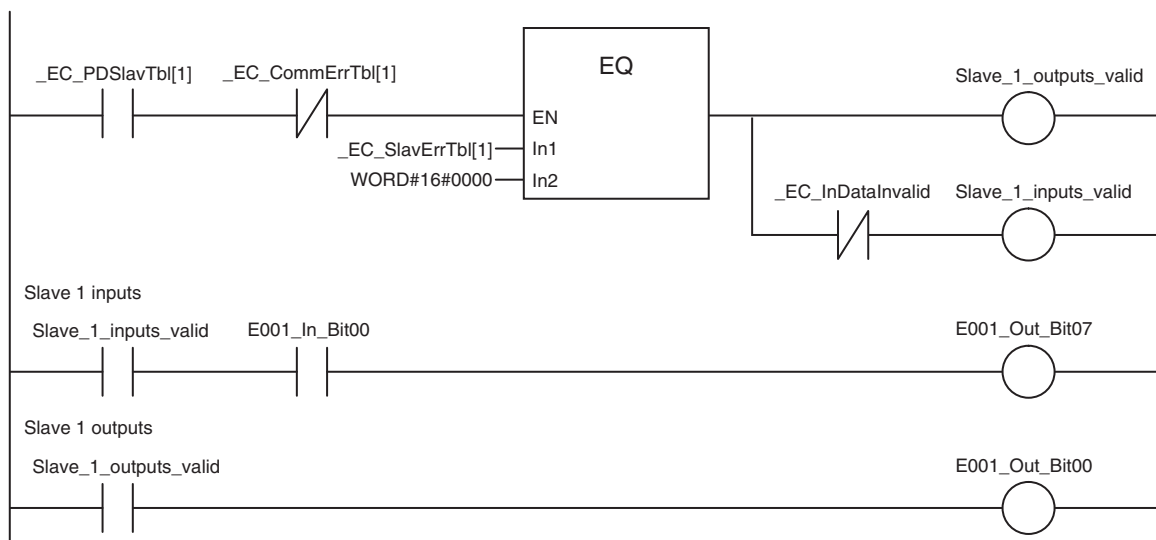 EQ
_EC_PDSlavTbl[1] _EC_CommErrTbl[1] Slave_1_outputs_valid
EN
_EC_SlavErrTbl[1] In1
WORD#16#0000 In2
_EC_InDataInvalid Slave_1_inputs_valid
Slave 1 inputs
Slave_1_inputs_valid E001_In_Bit00 E001_Out_Bit07
Slave 1 outputs
Slave_1_outputs_valid E001_Out_Bit00